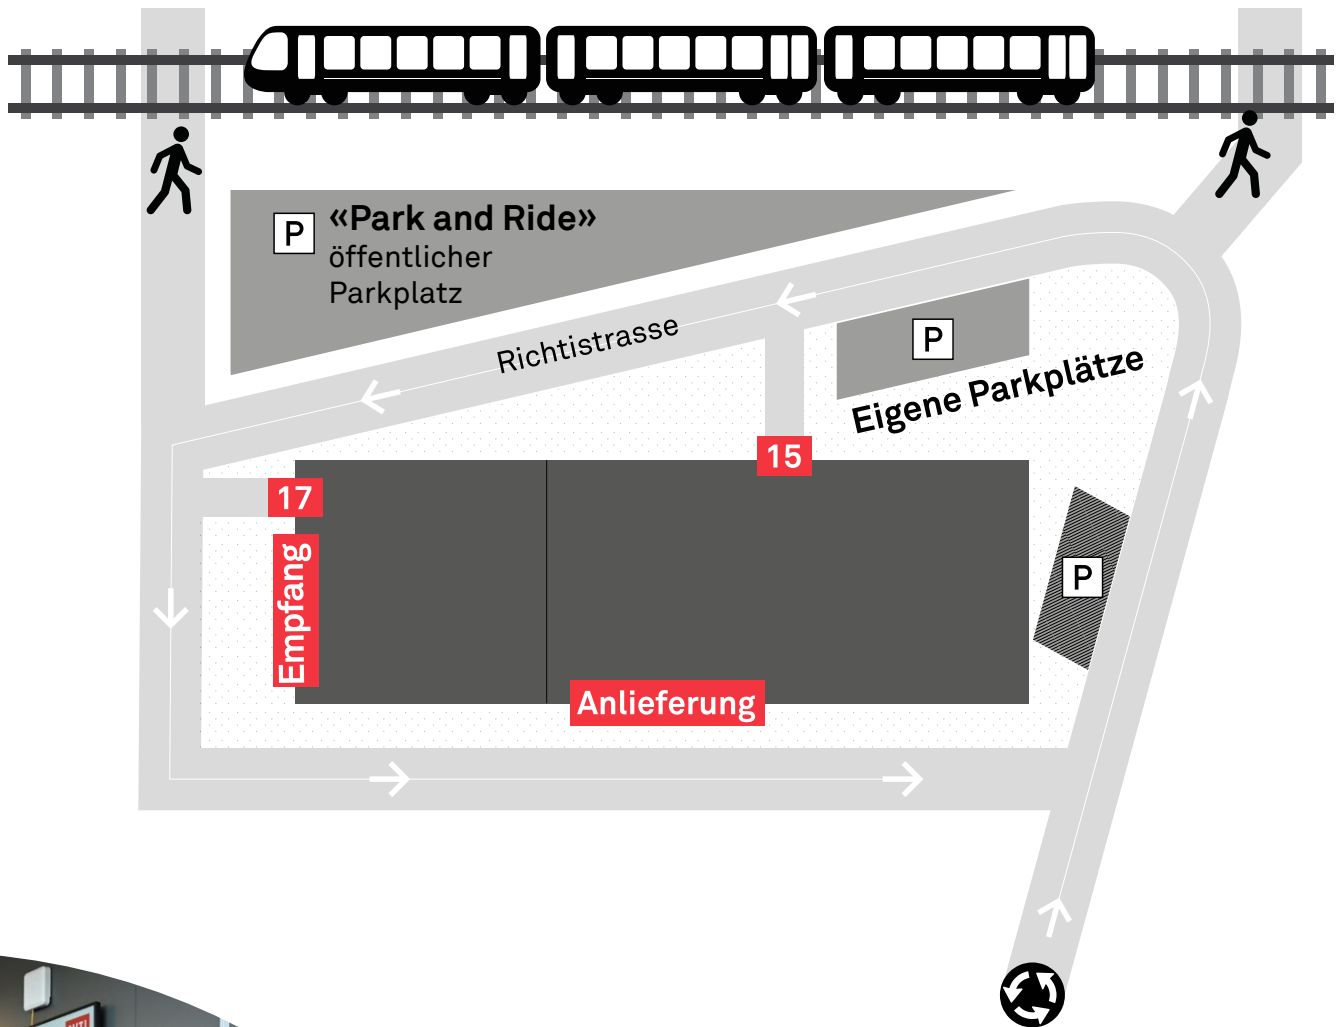 P
«Park and Ride»
öffentlicher
Parkplatz
Richtistrasse
P
Eigene Parkplätze
15
17
Empfang
P
Anlieferung